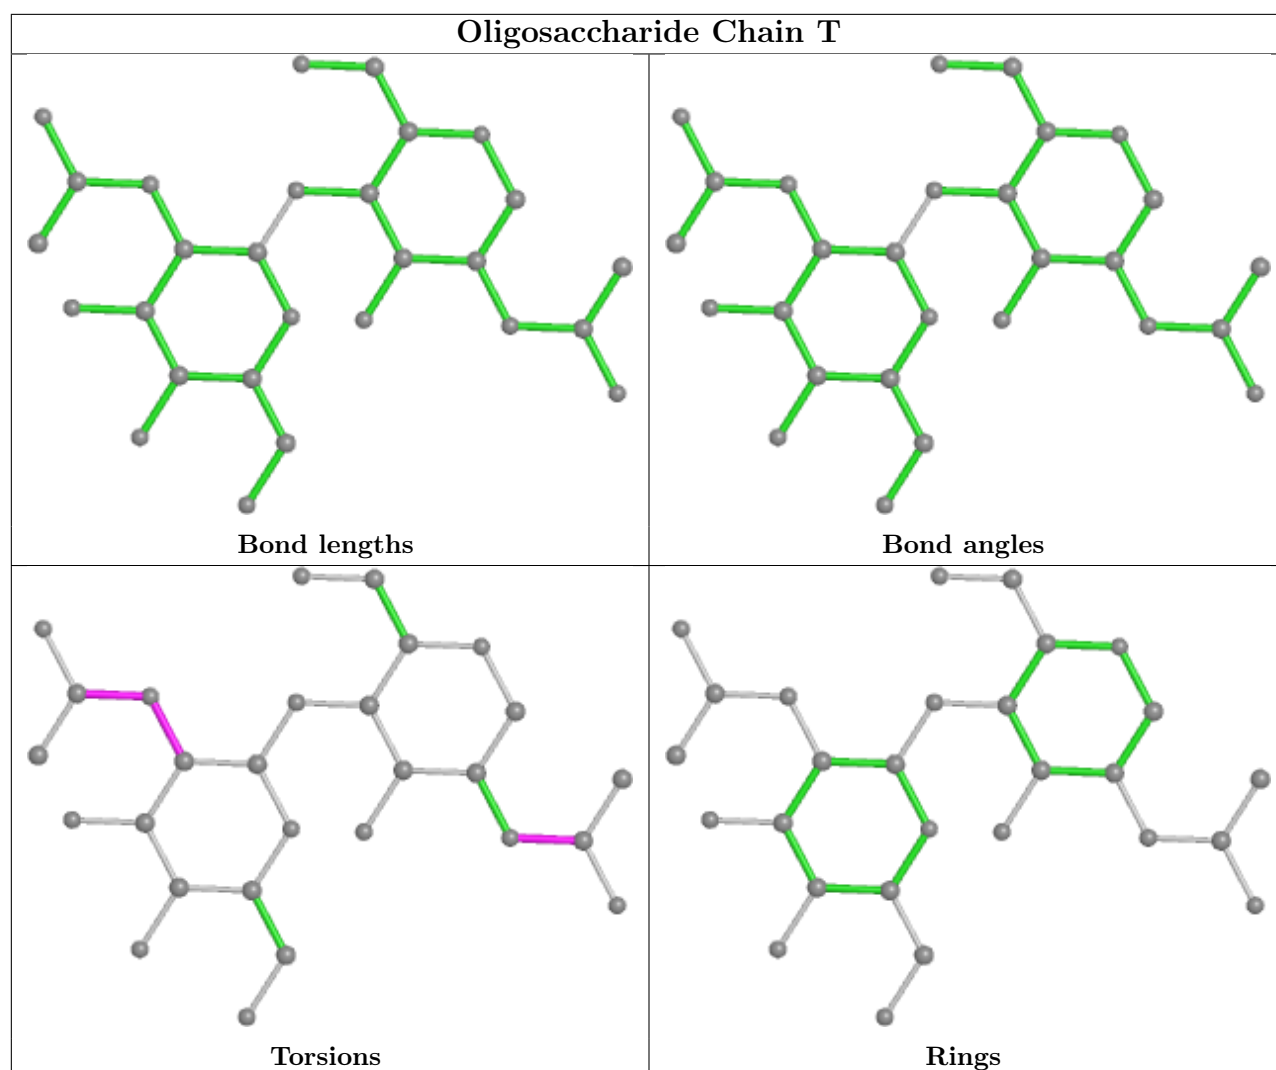 Oligosaccharide Chain T
Bond lengths
Bond angles
Torsions
Rings